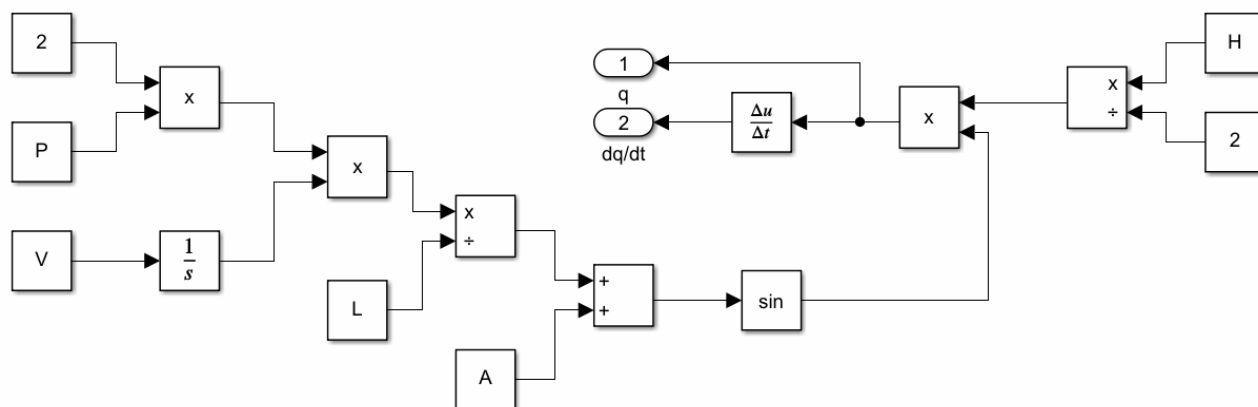 2
H
1
x
q
x
÷
P
2
Δu
Δt
x
2
dq/dt
x
V
1
s
x
÷
L
+
+
sin
A